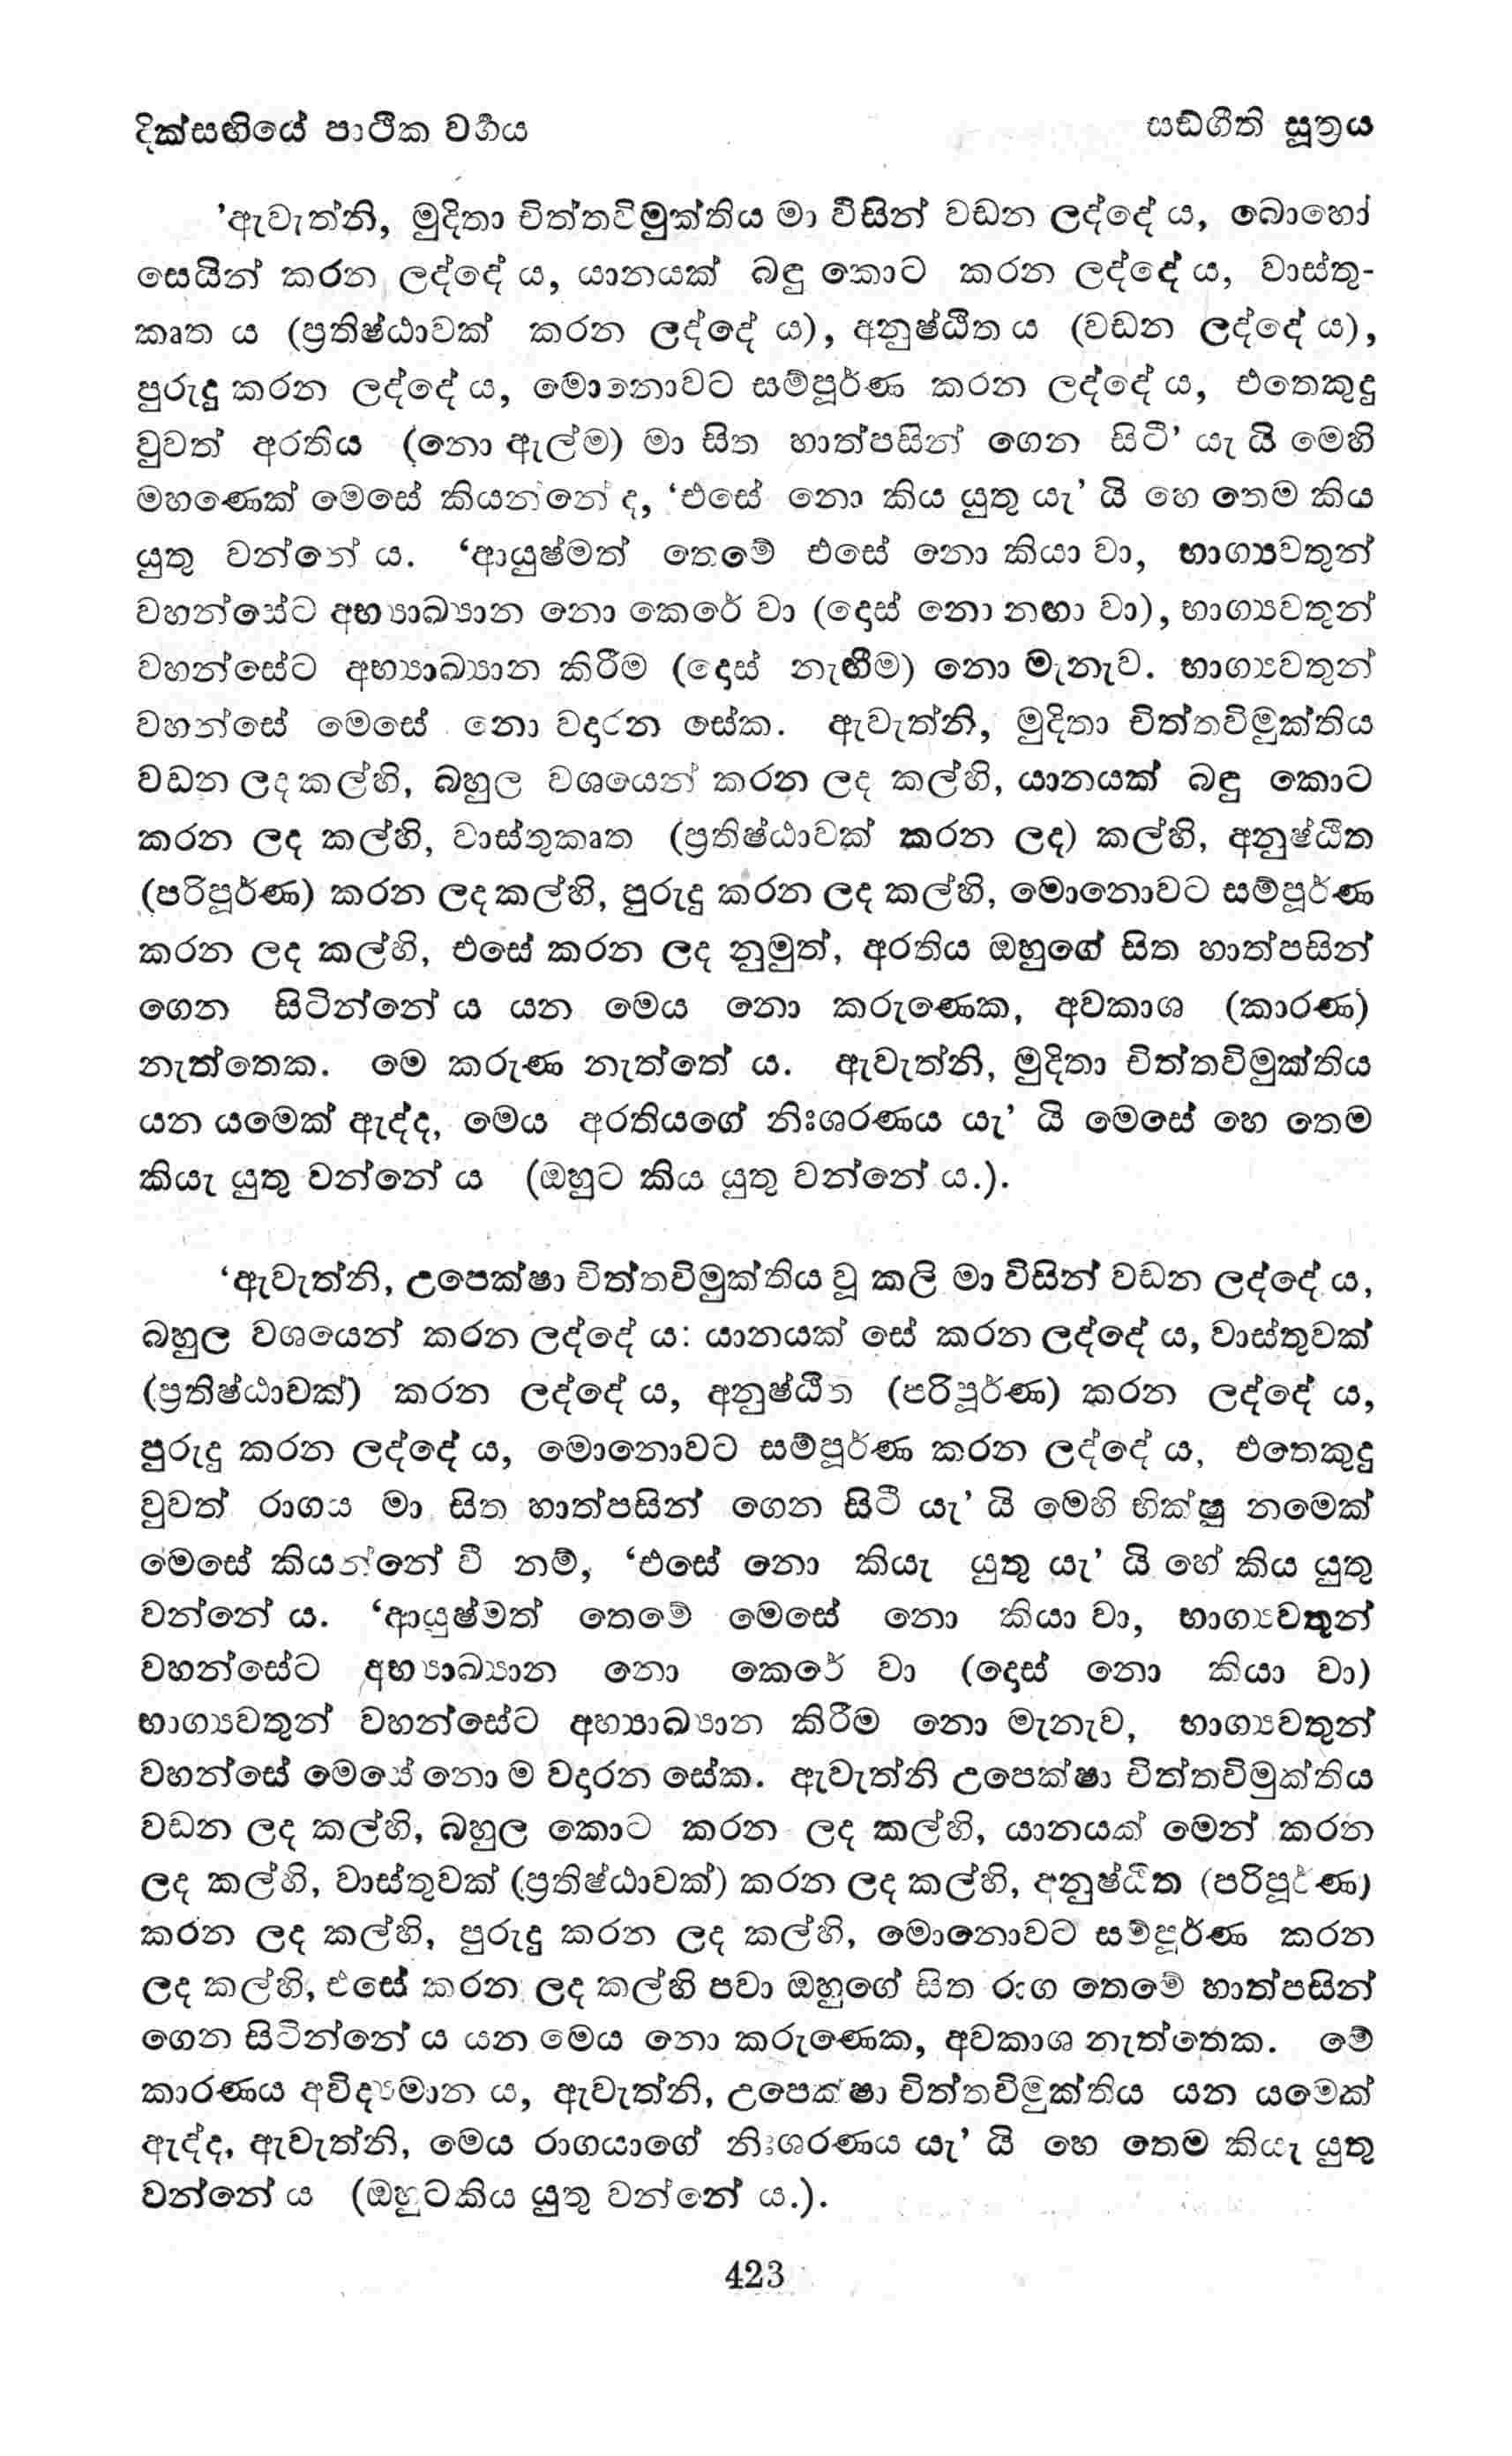 දික්සඟියේ පාථික වර්‍ගය
සඞ්ගීති සූත්‍රය
’ඇවැත්නි, මුදිතා චිත්තවිමුක්තිය මා විසින් වඩන ලද්දේ ය, බොහෝ
සෙයින් කරන ලද්දේ ය, යානයක් බඳු කොට කරන ලද්දේ ය, වාස්තු-
කෘත ය (ප්‍රතිෂ්ඨාවක් කරන ලද්දේ ය), අනුෂ්ඨිත ය (වඩන ලද්දේ ය),
පුරුදු කරන ලද්දේ ය, මොනොවට සම්පූර්ණ කරන ලද්දේ ය, එතෙකුදු
වුවත් අරතිය (නො ඇල්ම) මා සිත හාත්පසින් ගෙන සිටී’ යැ යි මෙහි
මහණෙක් මෙසේ කියන්නේ ද, ‘එසේ නො කිය යුතු යැ’ යි හෙ තෙම කිය
යුතු වන්නේ ය. ‘ආයුෂ්මත් තෙමේ එසේ නො කියා වා, භාග්‍යවතුන්
වහන්සේට අභ්‍යාඛ්‍යාන නො කෙරේ වා (දොස් නො නඟා වා), භාග්‍යවතුන්
වහන්සේට අභ්‍යාඛ්‍යාන කිරීම (දොස් නැඟීම) නො මැනැව. භාග්‍යවතුන්
වහන්සේ මෙසේ නො වදාරන සේක. ඇවැත්නි, මුදිතා චිත්තවිමුක්තිය
වඩන ලද කල්හි, බහුල වශයෙන් කරන ලද කල්හි, යානයක් බඳු කොට
කරන ලද කල්හි, වාස්තුකෘත (ප්‍රතිෂ්ඨාවක් කරන ලද) කල්හි, අනුෂ්ඨිත
(පරිපූර්ණ) කරන ලද කල්හි, පුරුදු කරන ලද කල්හි, මොනොවට සම්පූර්ණ
කරන ලද කල්හි, එසේ කරන ලද නුමුත්, අරතිය ඔහුගේ සිත හාත්පසින්
ගෙන සිටින්නේ ය යන මෙය නො කරුණෙක, අවකාශ (කාරණ)
නැත්තෙක. මෙ කරුණ නැත්තේ ය. ඇවැත්නි, මුදිතා චිත්තවිමුක්තිය
යන යමෙක් ඇද්ද, මෙය අරතියගේ නිඃශරණය යැ’ යි මෙසේ හෙ තෙම
කියැ යුතු වන්නේ ය (ඔහුට කිය යුතු වන්නේ ය.).
‘ඇවැත්නි, උපෙක්ෂා චිත්තවිමුක්තිය වූ කලි මා විසින් වඩන ලද්දේ ය,
බහුල වශයෙන් කරන ලද්දේ ය: යානයක් සේ කරන ලද්දේ ය, වාස්තුවක්
(ප්‍රතිෂ්ඨාවක්) කරන ලද්දේ ය, අනුෂ්ඨිත (පරිපූර්ණ) කරන ලද්දේ ය,
පුරුදු කරන ලද්දේ ය, මොනොවට සම්පූර්ණ කරන ලද්දේ ය, එතෙකුදු
වුවත් රාගය මා සිත හාත්පසින් ගෙන සිටී යැ’ යි මෙහි භික්ෂු නමෙක්
මෙසේ කියන්නේ වී නම්, ‘එසේ නො කියැ යුතු යැ’ යි හේ කිය යුතු
වන්නේ ය. ‘ආයුෂ්මත් තෙමේ මෙසේ නො කියා වා, භාග්‍යවතුන්
වහන්සේට අභ්‍යාඛ්‍යාන නො කෙරේ වා (දොස් නො කියා වා)
භාග්‍යවතුන් වහන්සේට අභ්‍යාඛ්‍යාන කිරීම නො මැනැව, භාග්‍යවතුන්
වහන්සේ මෙසේ නො ම වදාරන සේක. ඇවැත්නි උපෙක්ෂා චිත්තවිමුක්තිය
වඩන ලද කල්හි, බහුල කොට කරන ලද කල්හි, යානයක් මෙන් කරන
ලද කල්හි, වාස්තුවක් (ප්‍රතිෂ්ඨාවක්) කරන ලද කල්හි, අනුෂ්ඨිත (පරිපූර්ණ)
කරන ලද කල්හි, පුරුදු කරන ලද කල්හි, මොනොවට සම්පූර්ණ කරන
ලද කල්හි, එසේ කරන ලද කල්හි පවා ඔහුගේ සිත රාග තෙමේ හාත්පසින්
ගෙන සිටින්නේ ය යන මෙය නො කරුණෙක, අවකාශ නැත්තෙක. මේ
කාරණය අවිද්‍යමාන ය, ඇවැත්නි, උපෙක්ෂා චිත්තවිමුක්තිය යන යමෙක්
ඇද්ද, ඇවැත්නි, මෙය රාගයාගේ නිඃශරණය යැ’ යි හෙ තෙම කියැ යුතු
වන්නේ ය (ඔහුටකිය යුතු වන්නේ ය.).
423